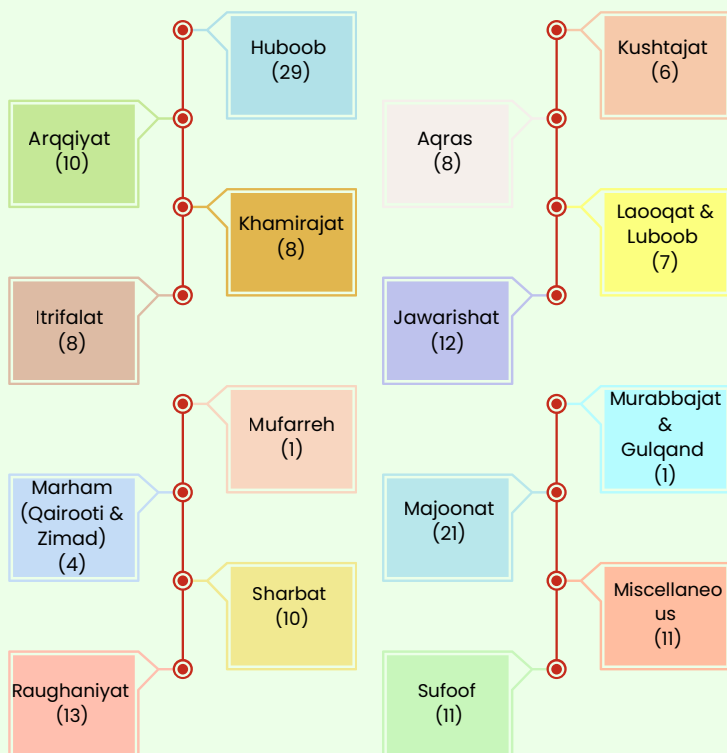 Huboob
(29)
Arqqiyat
(10)
Khamirajat
(8)
Itrifalat
(8)
Kushtajat
(6)
Aqras
(8)
Laooqat &
Luboob
(7)
Jawarishat
(12)
Mufarreh
(1)
Marham
(Qairooti &
Zimad)
(4)
Sharbat
(10)
Raughaniyat
(13)
Murabbajat
&
Gulqand
(1)
Majoonat
(21)
Miscellaneo
us
(11)
Sufoof
(11)